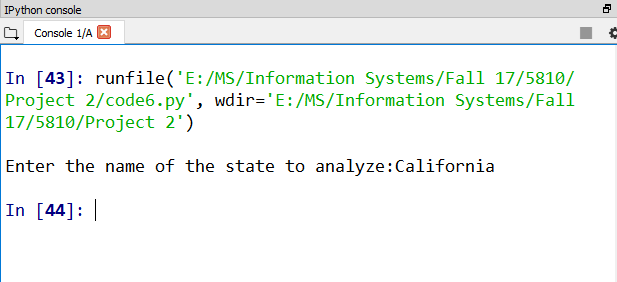 IPython console
Console 1/A
In [43]: runfile('E:/MS/Information Systems/Fall 17/5810/
Project 2/code6.py', wdir='E:/MS/Information Systems/Fall
17/5810/Project 2')
Enter the name of the state to analyze:California
In [44]: